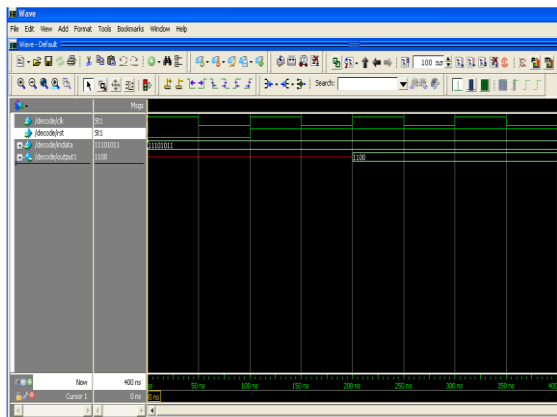 Wave
File Edit View Add Format Tools Bookmarks Window Help
Wave - Default
100 ns
Search:
Msgs
/decode/clk St1
/decode/rst St1
/decode/indata 11101011 11101011
/decode/output1 1100 1100
Now 400 ns ns 50 ns 100 ns 150 ns 200 ns 250 ns 300 ns 350 ns 400
Cursor 1 0 ns 0 ns